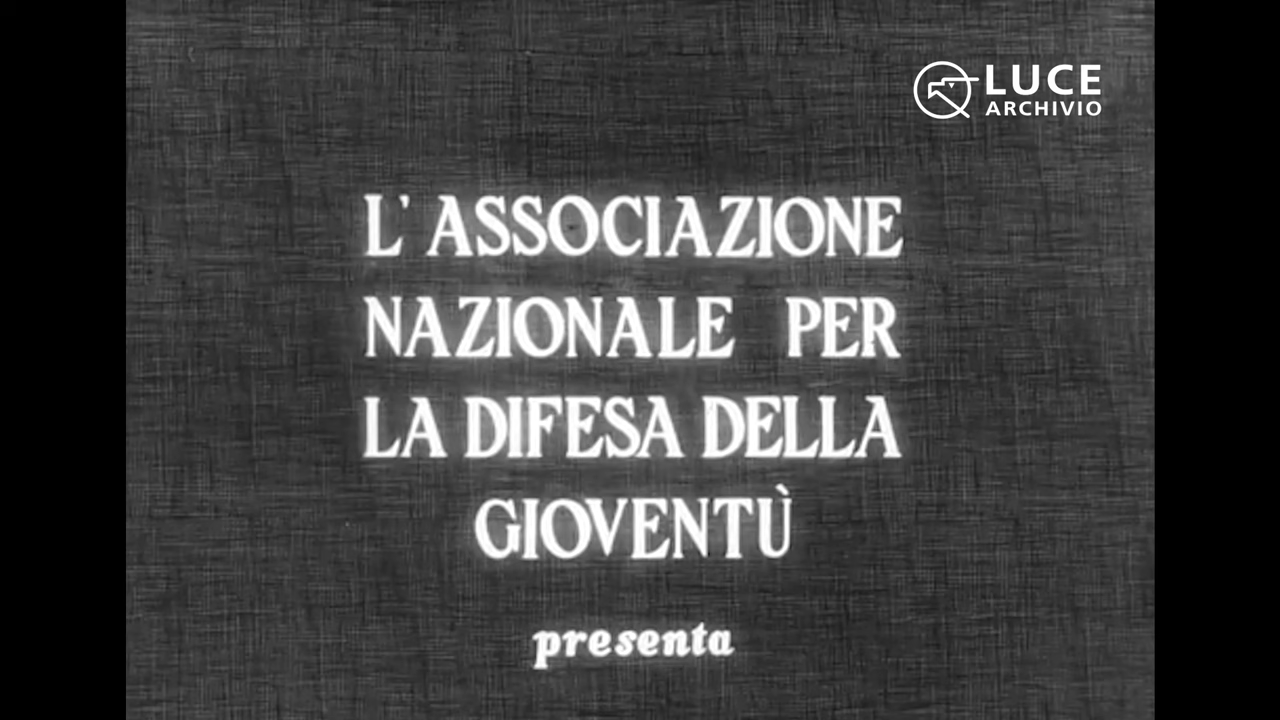 LUCE
ARCHIVIO
L' ASSOCIAZIONE
NAZIONALE PER
LA DIFESA DELLA
GIOVENTÙ
presenta